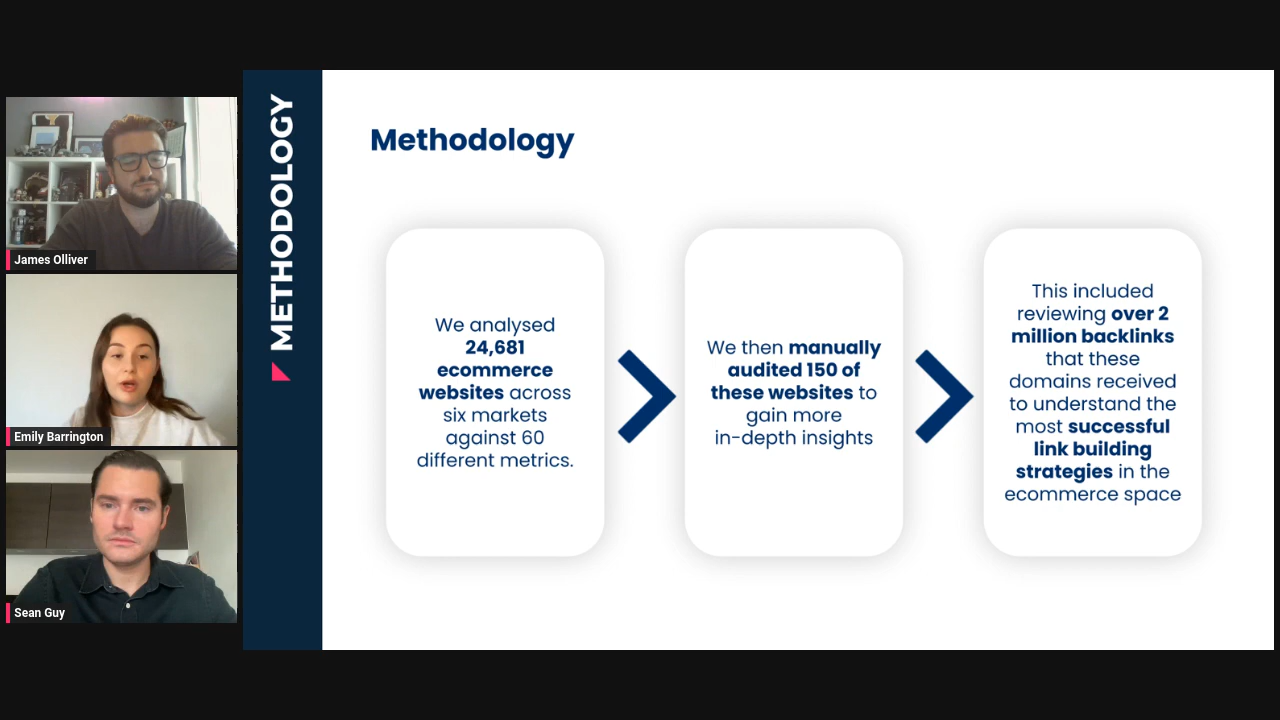 James Olliver
Emily Barrington
Sean Guy
METHODOLOGY
Methodology
We analysed
24,681
ecommerce
websites across
six markets
against 60
different metrics.
We then manually
audited 150 of
these websites to
gain more
in-depth insights
This included
reviewing over 2
million backlinks
that these
domains received
to understand the
most successful
link building
strategies in the
ecommerce space